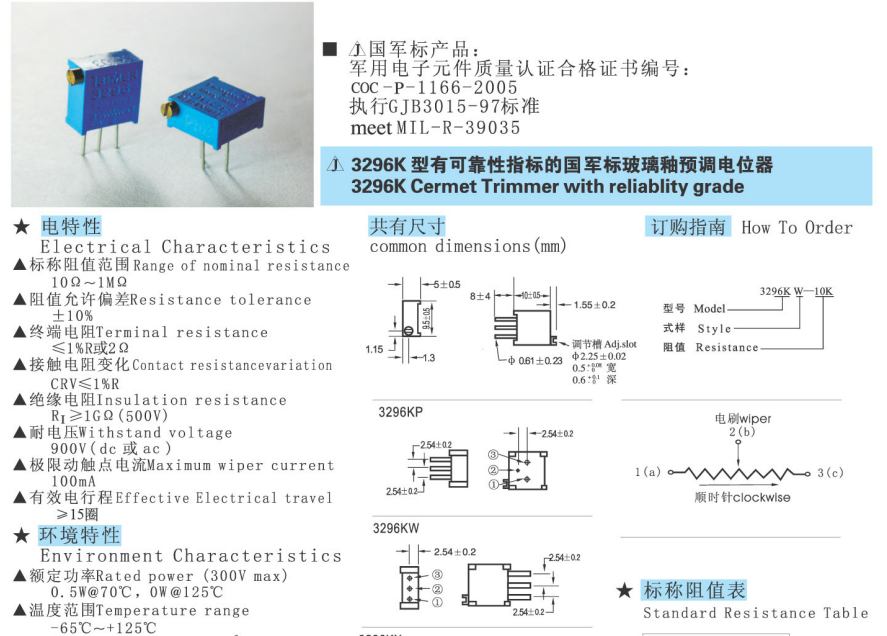 ■ 国军标产品：
军用电子元件质量认证合格证书编号：
COC-P-1166-2005
执行GJB3015-97标准
meet MIL-R-39035
3296K 型有可靠性指标的国军标玻璃釉预调电位器
3296K Cermet Trimmer with reliablity grade
★ 电特性
Electrical Characteristics
▲标称阻值范围Range of nominal resistance
10Ω～1MΩ
▲阻值允许偏差Resistance tolerance
±10%
▲终端电阻Terminal resistance
≤1%R或2Ω
▲接触电阻变化Contact resistancevariation
CRV≤1%R
▲绝缘电阻Insulation resistance
R_I≥1GΩ(500V)
▲耐电压Withstand voltage
900V(dc 或 ac)
▲极限动触点电流Maximum wiper current
100mA
▲有效电行程Effective Electrical travel
≥15圈
★ 环境特性
Environment Characteristics
▲额定功率Rated power (300V max)
0.5W@70℃, 0W@125℃
▲温度范围Temperature range
-65℃～+125℃
共有尺寸
common dimensions(mm)
5±0.5
9.5±0.5
1.15
1.3
8±4
10±0.5
1.55±0.2
调节槽 Adj.slot
ф2.25±0.02
0.5 +0.08 0 宽
0.6 +0.1 0 深
ф 0.61±0.23
3296KP
2.54±0.2
2.54±0.2
2.54±0.2
③
②
①
3296KW
2.54±0.2
③
②
①
2.54±0.2
2.54±0.2
订购指南 How To Order
3296K W—10K
型号 Model
式样 Style
阻值 Resistance
电刷wiper
2(b)
1(a)
3(c)
顺时针clockwise
★ 标称阻值表
Standard Resistance Table